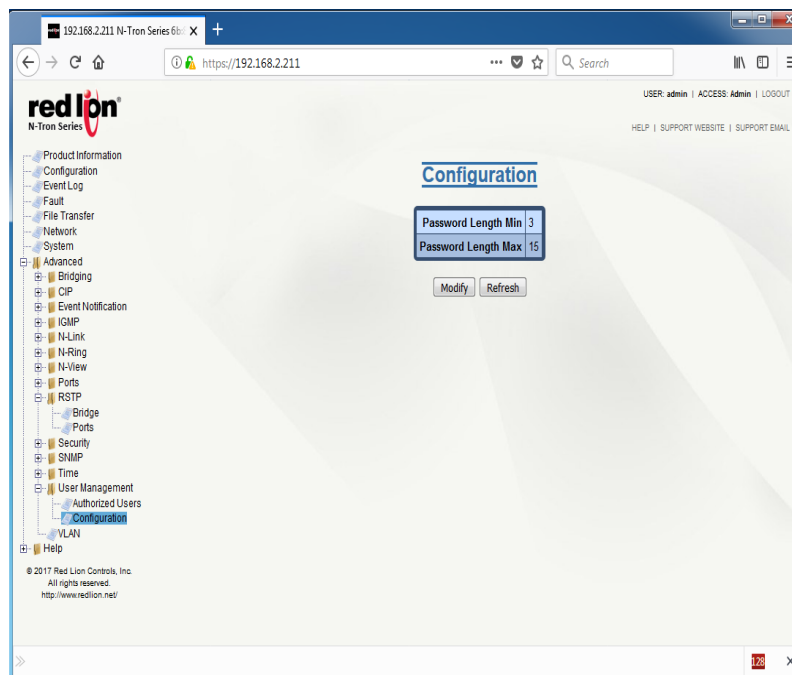 192.168.2.211 N-Tron Series
https://192.168.2.211
Search
USER: admin | ACCESS: Admin | LOGOUT
red lion®
N-Tron Series
HELP | SUPPORT WEBSITE | SUPPORT EMAIL
Product Information
Configuration
Event Log
Fault
File Transfer
Network
System
Advanced
Bridging
CIP
Event Notification
IGMP
N-Link
N-Ring
N-View
Ports
RSTP
Bridge
Ports
Security
SNMP
Time
User Management
Authorized Users
Configuration
VLAN
Help
© 2017 Red Lion Controls, Inc.
All rights reserved.
http://www.redlion.net/
Configuration
Password Length Min 3
Password Length Max 15
Modify Refresh
128